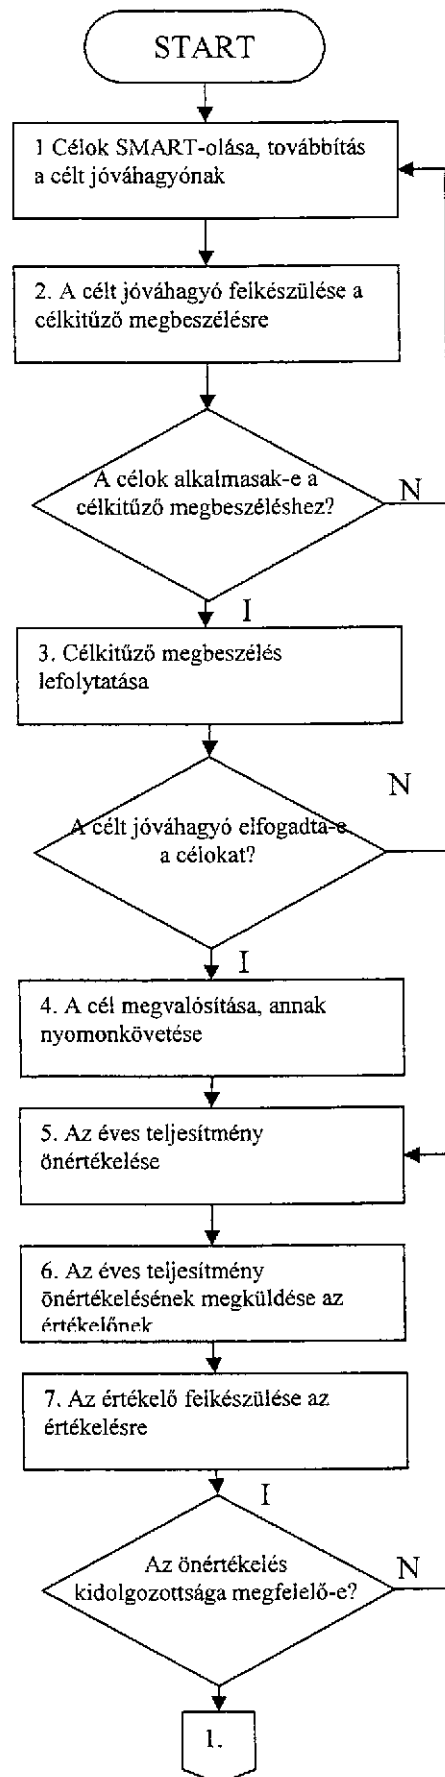 START
1 Célok SMART-olása, továbbítás
a célt jóváhagyónak
2. A célt jóváhagyó felkészülése a
célkitűző megbeszélésre
A célok alkalmasak-e a
célkitűző megbeszéléshez?
N
I
3. Célkitűző megbeszélés
lefolytatása
N
A célt jóváhagyó elfogadta-e
a célokat?
I
4. A cél megvalósítása, annak
nyomonkövetése
5. Az éves teljesítmény
önértékelése
6. Az éves teljesítmény
önértékelésének megküldése az
értékelőnek
7. Az értékelő felkészülése az
értékelésre
I
Az önértékelés
kidolgozottsága megfelelő-e?
N
1.